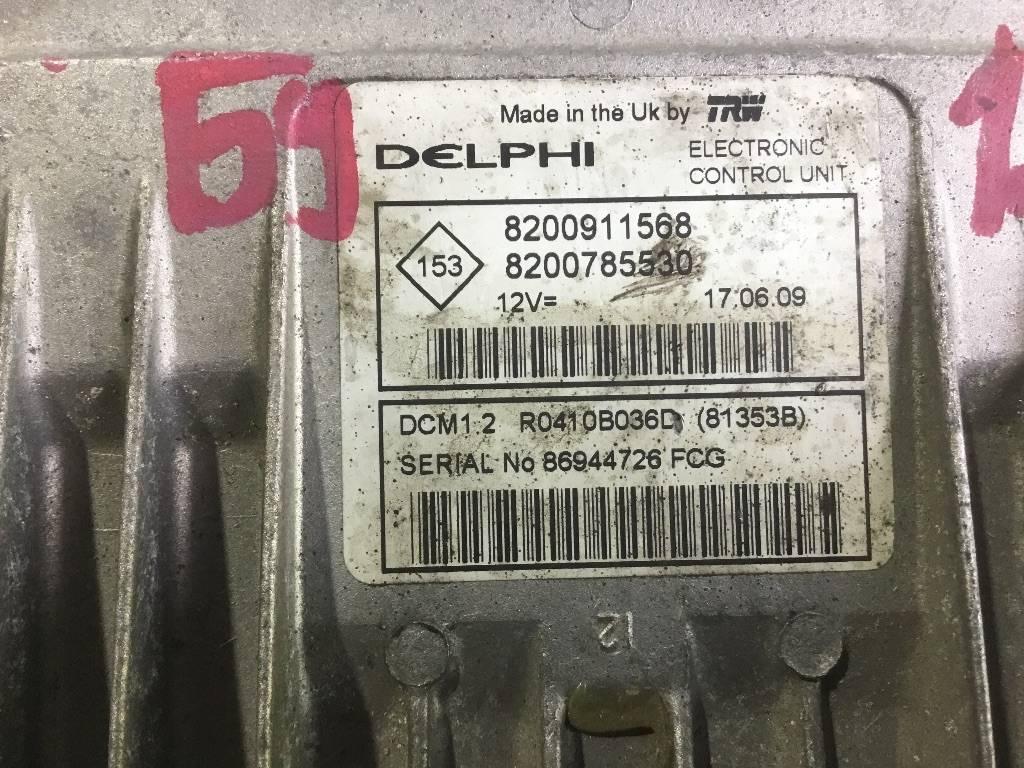 Made in the Uk by TRW
DELPHI ELECTRONIC
CONTROL UNIT
8200911568
153 8200785530
12V= 17.06.09
DCM1.2 R0410B036D (81353B)
SERIAL No 86944726 FCG
12